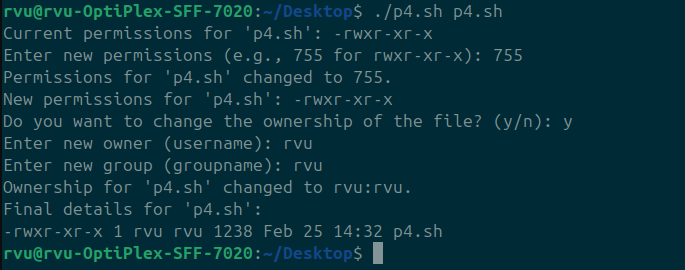 rvu@rvu-OptiPlex-SFF-7020:~/Desktop$ ./p4.sh p4.sh
Current permissions for 'p4.sh': -rwxr-xr-x
Enter new permissions (e.g., 755 for rwxr-xr-x): 755
Permissions for 'p4.sh' changed to 755.
New permissions for 'p4.sh': -rwxr-xr-x
Do you want to change the ownership of the file? (y/n): y
Enter new owner (username): rvu
Enter new group (groupname): rvu
Ownership for 'p4.sh' changed to rvu:rvu.
Final details for 'p4.sh':
-rwxr-xr-x 1 rvu rvu 1238 Feb 25 14:32 p4.sh
rvu@rvu-OptiPlex-SFF-7020:~/Desktop$